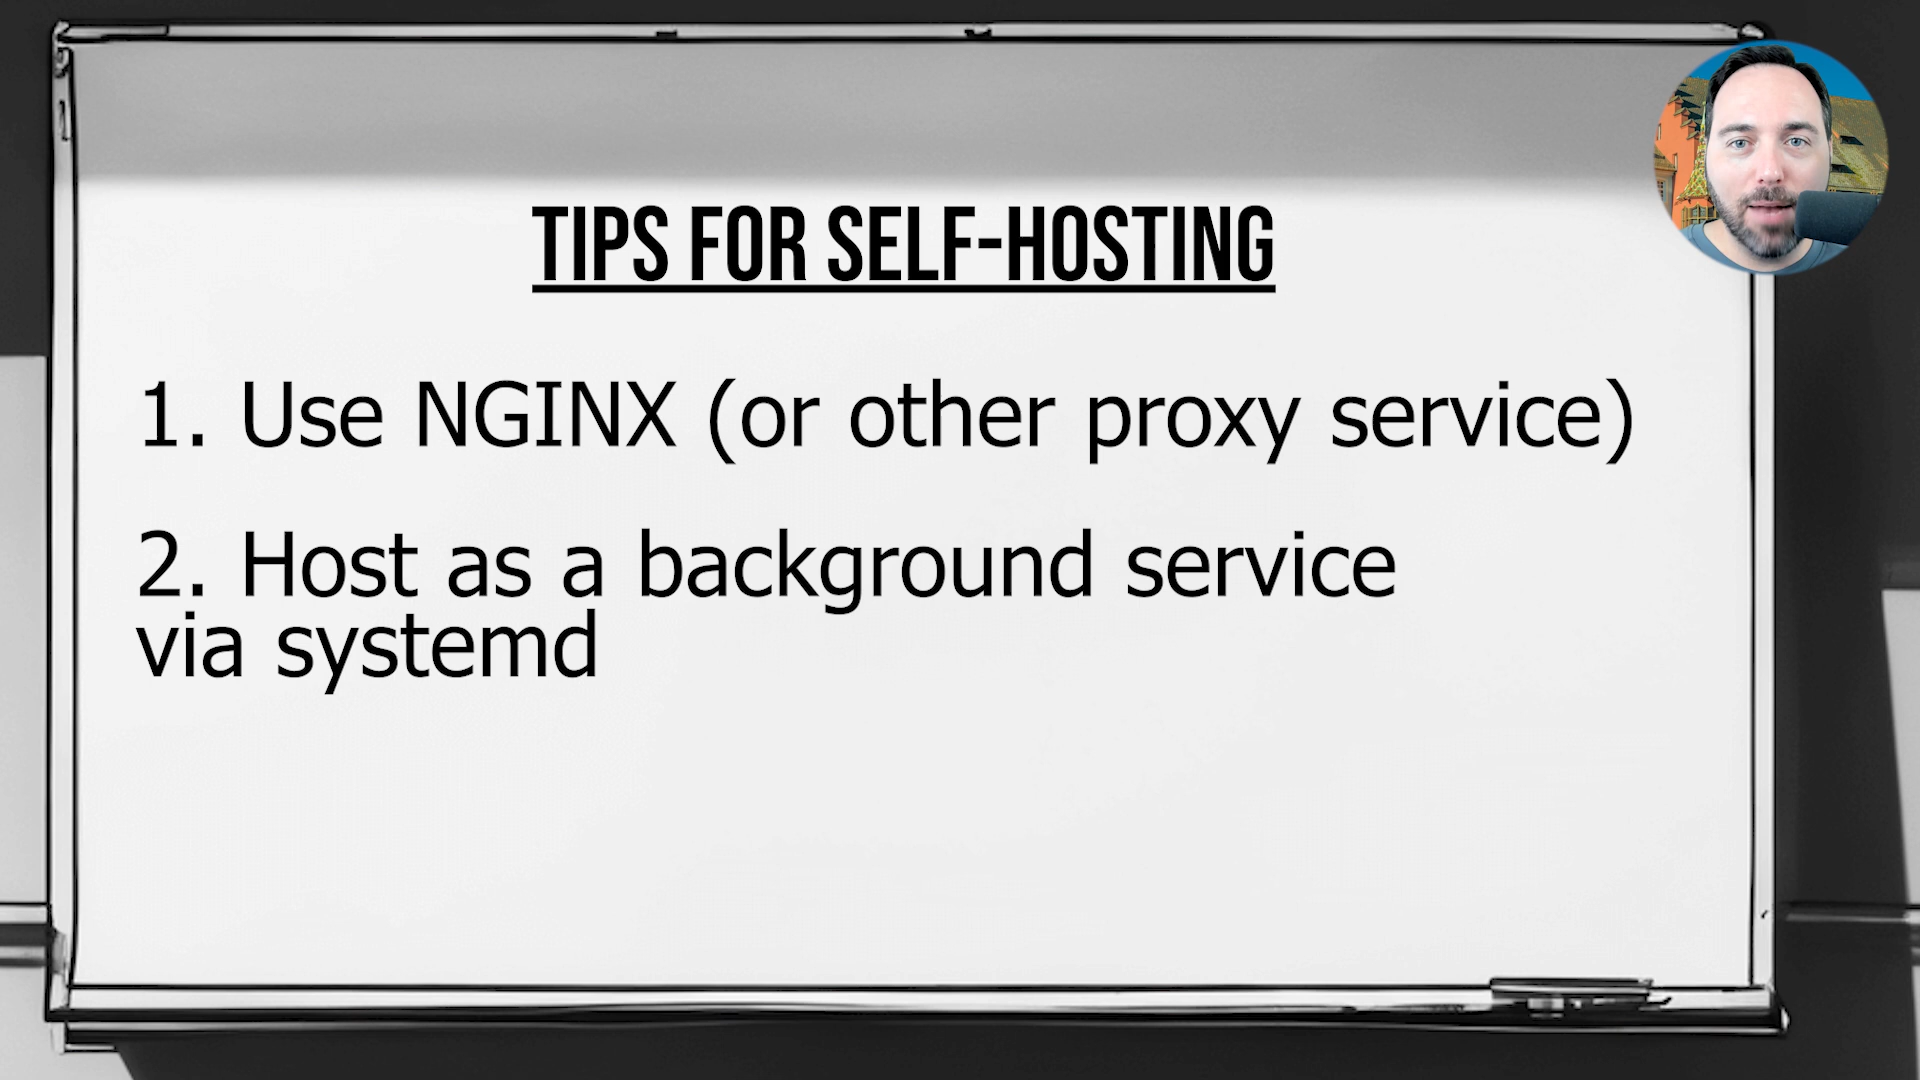 TIPS FOR SELF-HOSTING
1. Use NGINX (or other proxy service)
2. Host as a background service
via systemd